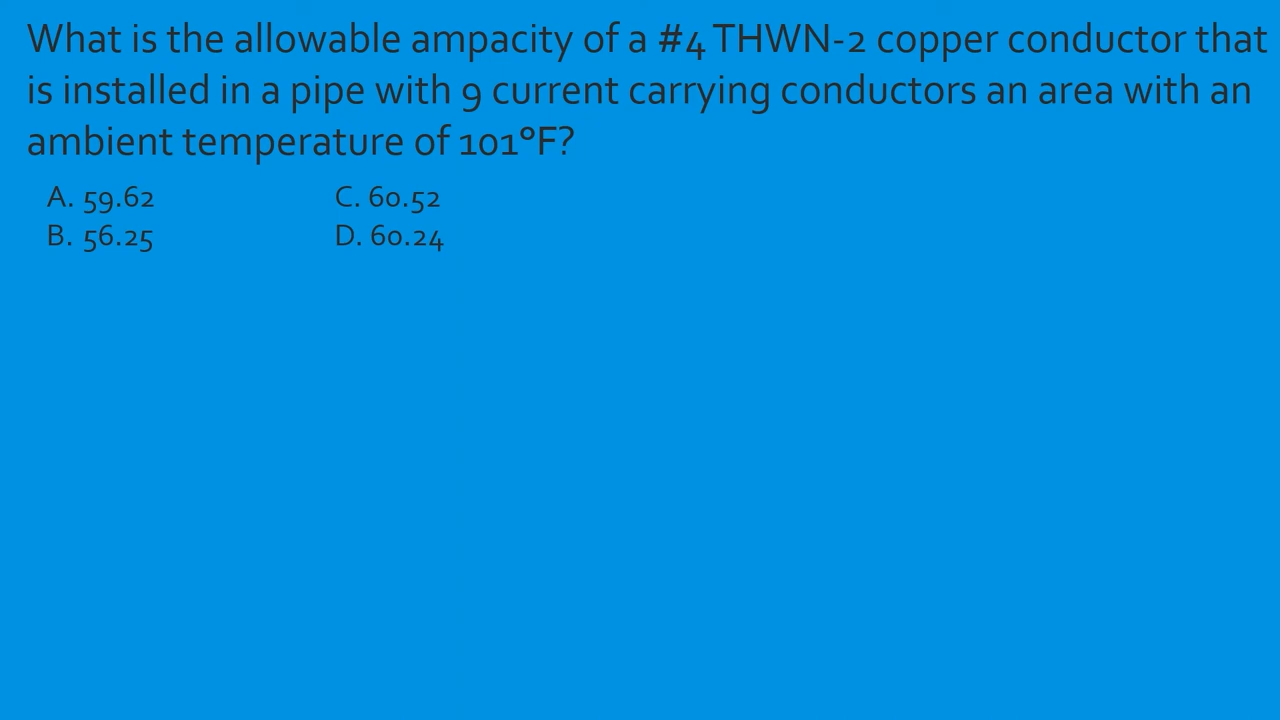 What is the allowable ampacity of a #4 THWN-2 copper conductor that
is installed in a pipe with 9 current carrying conductors an area with an
ambient temperature of 101°F?
A. 59.62 C. 60.52
B. 56.25 D. 60.24